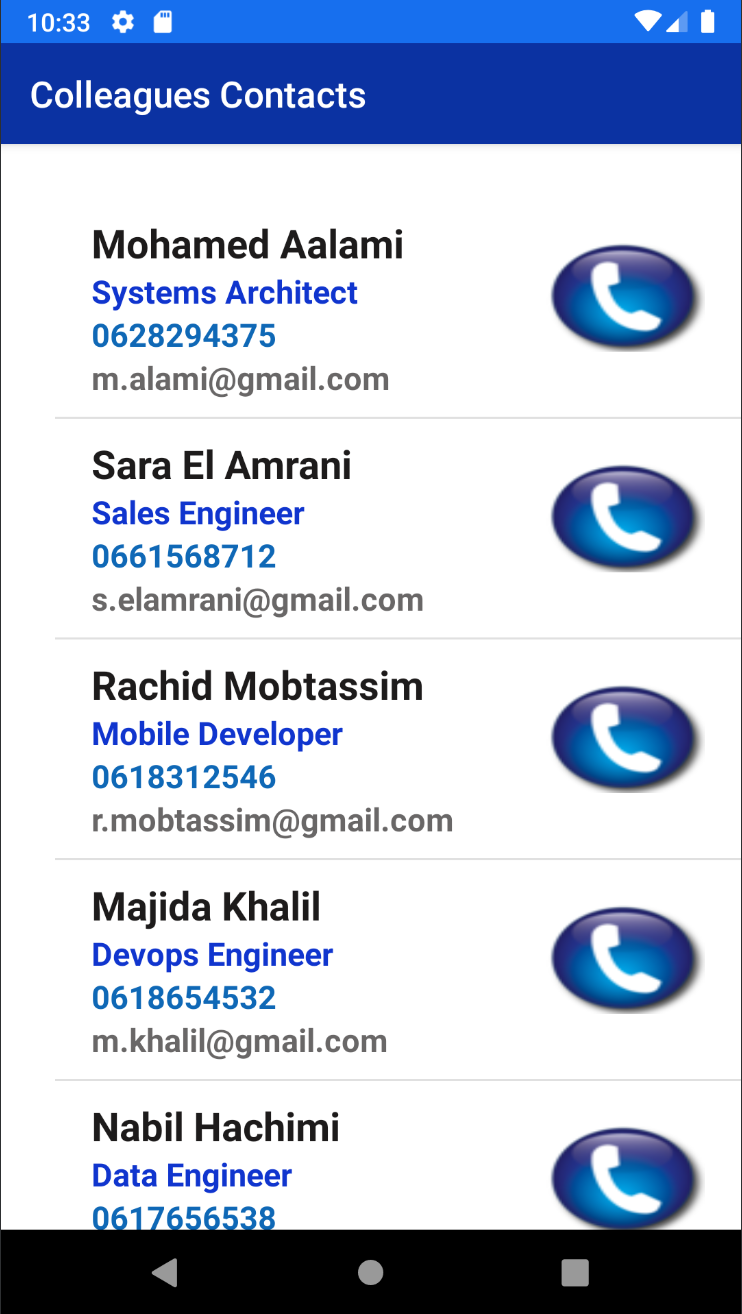 10:33
Colleagues Contacts
Mohamed Aalami
Systems Architect
0628294375
m.alami@gmail.com
Sara El Amrani
Sales Engineer
0661568712
s.elamrani@gmail.com
Rachid Mobtassim
Mobile Developer
0618312546
r.mobtassim@gmail.com
Majida Khalil
Devops Engineer
0618654532
m.khalil@gmail.com
Nabil Hachimi
Data Engineer
0617656538